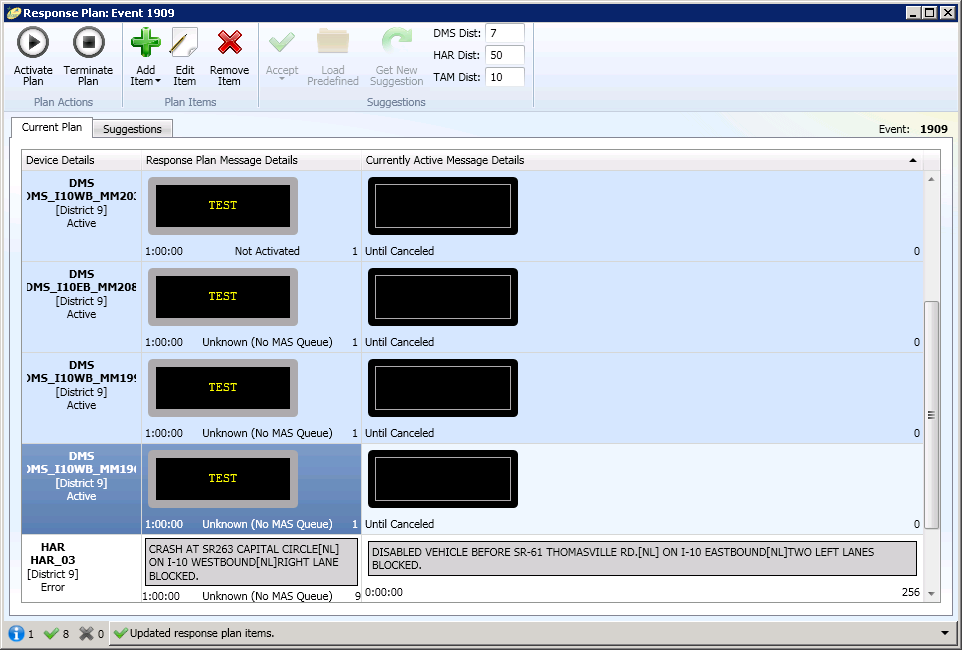 Response Plan: Event 1909
Activate Plan
Terminate Plan
Add Item
Edit Item
Remove Item
Accept
Load Predefined
Get New Suggestion
DMS Dist: 7
HAR Dist: 50
TAM Dist: 10
Plan Actions
Plan Items
Suggestions
Current Plan
Suggestions
Event: 1909
Device Details
Response Plan Message Details
Currently Active Message Details
DMS
DMS_I10WB_MM20
[District 9]
Active
TEST
1:00:00 Not Activated 1
Until Canceled 0
DMS
DMS_I10EB_MM208
[District 9]
Active
TEST
1:00:00 Unknown (No MAS Queue) 1
Until Canceled 0
DMS
DMS_I10WB_MM199
[District 9]
Active
TEST
1:00:00 Unknown (No MAS Queue) 1
Until Canceled 0
DMS
DMS_I10WB_MM196
[District 9]
Active
TEST
1:00:00 Unknown (No MAS Queue) 1
Until Canceled 0
HAR
HAR_03
[District 9]
Error
CRASH AT SR263 CAPITAL CIRCLE[NL]
ON I-10 WESTBOUND[NL]RIGHT LANE
BLOCKED.
1:00:00 Unknown (No MAS Queue) 9
DISABLED VEHICLE BEFORE SR-61 THOMASVILLE RD.[NL] ON I-10 EASTBOUND[NL]TWO LEFT LANES
BLOCKED.
0:00:00 256
1 8 0 Updated response plan items.